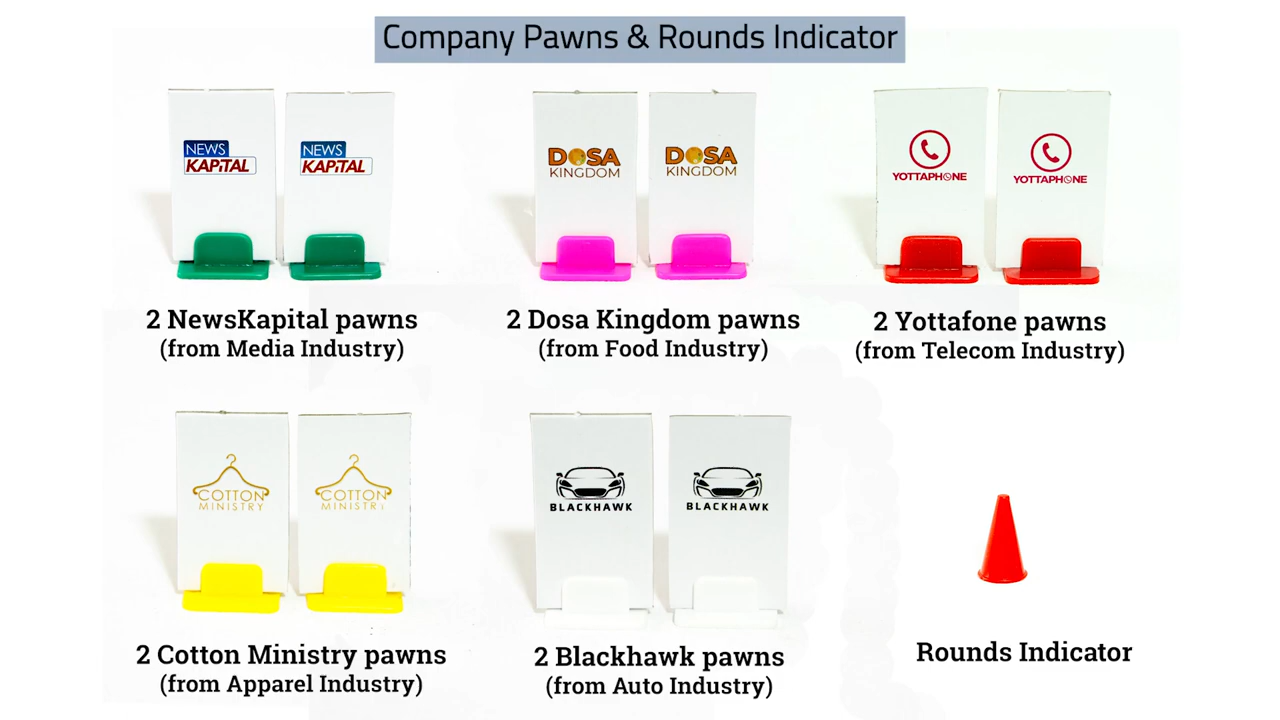 Company Pawns & Rounds Indicator
NEWS
KAPiTAL
NEWS
KAPiTAL
DOSA
KINGDOM
DOSA
KINGDOM
YOTTAPHONE
YOTTAPHONE
2 NewsKapital pawns
(from Media Industry)
2 Dosa Kingdom pawns
(from Food Industry)
2 Yottafone pawns
(from Telecom Industry)
COTTON
MINISTRY
COTTON
MINISTRY
BLACKHAWK
BLACKHAWK
2 Cotton Ministry pawns
(from Apparel Industry)
2 Blackhawk pawns
(from Auto Industry)
Rounds Indicator